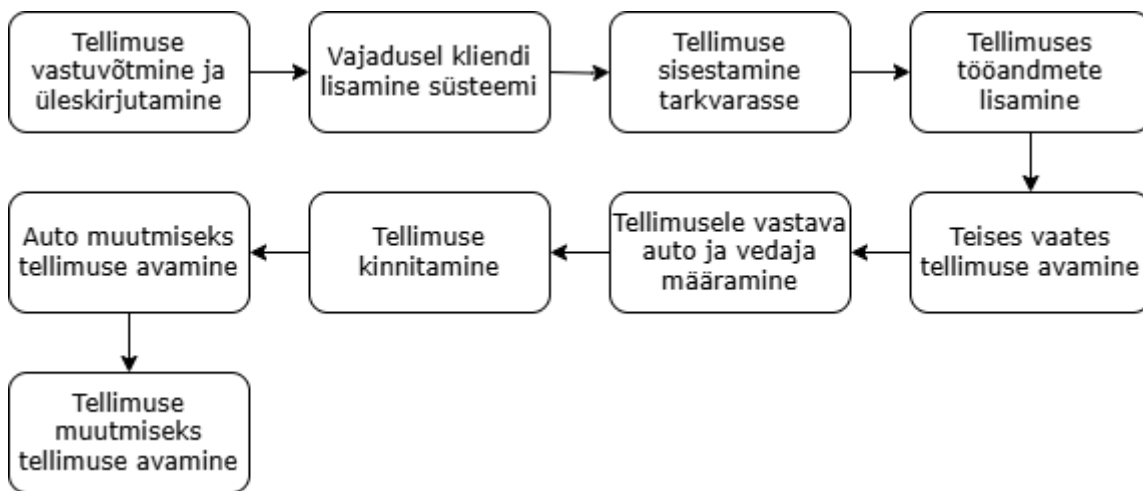 Tellimuse
vastuvõtmine ja
üleskirjutamine
Vajadusel kliendi
lisamine süsteemi
Tellimuse
sisestamine
tarkvarasse
Tellimuses
tööandmete
lisamine
Teises vaates
tellimuse avamine
Tellimusele vastava
auto ja vedaja
määramine
Tellimuse
kinnitamine
Auto muutmiseks
tellimuse avamine
Tellimuse
muutmiseks
tellimuse avamine